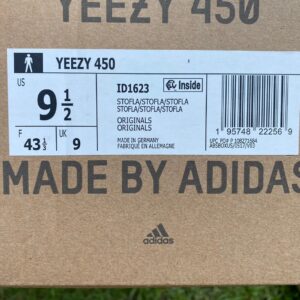 YEEZY 450
YEEZY 450
US
9 1/2
F
43 1/3
UK
9
ID1623
Inside
STOFLA/STOFLA/STOFLA
STOFLA/STOFLA/STOFLA
ORIGINALS
ORIGINALS
MADE IN GERMANY
FABRIQUE EN ALLEMAGNE
1 95748 22256 9
MADE BY ADIDAS
adidas